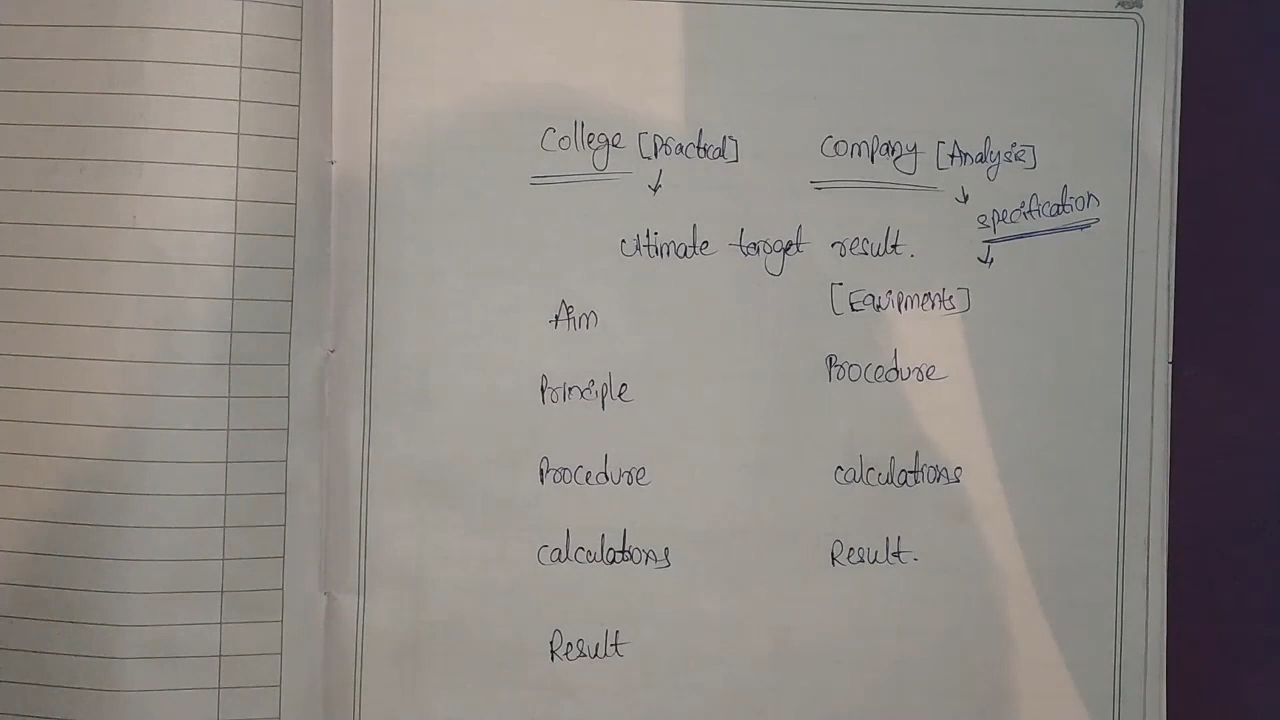 College [Practical]
Company [Analysis]
specification
Ultimate target result.
Aim
[Equipments]
Principle
Procedure
Procedure
calculations
calculations
Result.
Result